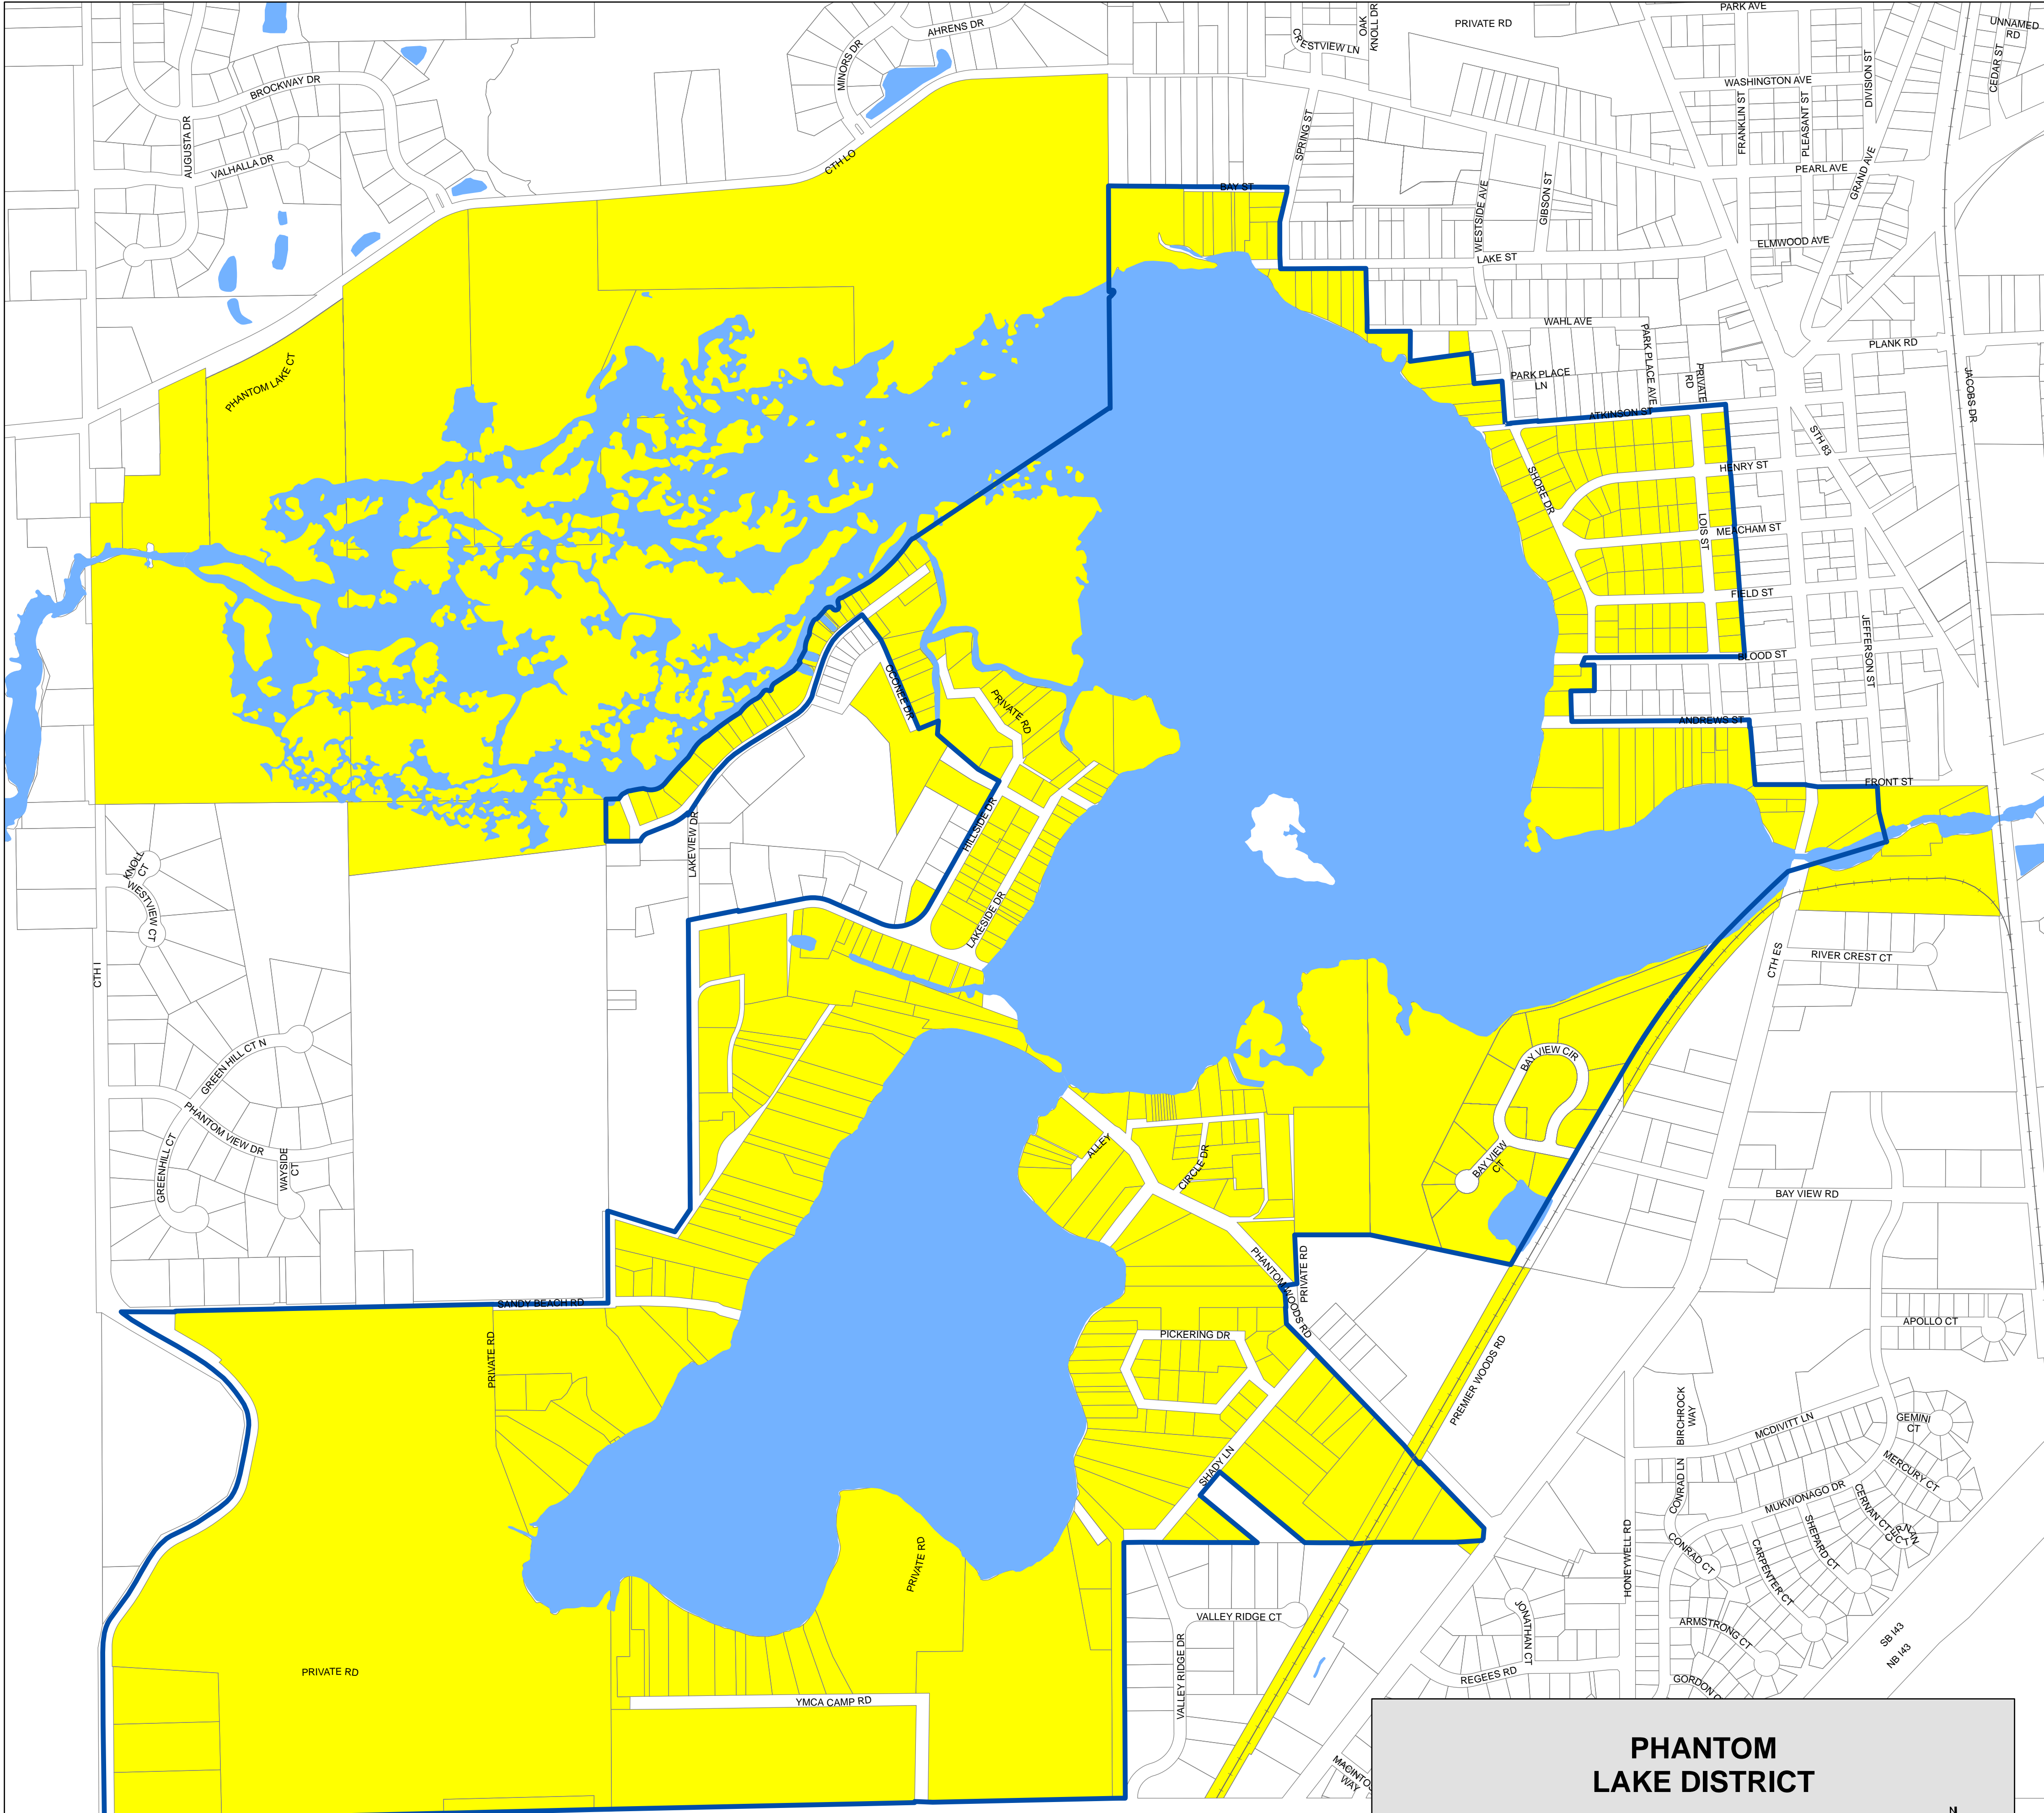 PARK AVE
UNNAMED
RD
PRIVATE RD
OAK
KNOLL DR
AHRENS DR
CRESTVIEW LN
MINORS DR
CEDAR ST
DIVISION ST
WASHINGTON AVE
BROCKWAY DR
FRANKLIN ST
PLEASANT ST
SPRING ST
AUGUSTA DR
VALHALLA DR
CTH LO
PEARL AVE
GRAND AVE
BAY ST
WESTSIDE AVE
GIBSON ST
ELMWOOD AVE
LAKE ST
WAHL AVE
PARK PLACE AVE
PLANK RD
PARK PLACE
LN
PRIVATE
RD
JACOBS DR
PHANTOM LAKE CT
ATKINSON ST
STH 83
HENRY ST
SHORE DR
LOIS ST
MEACHAM ST
FIELD ST
JEFFERSON ST
BLOOD ST
OCONEE DR
PRIVATE RD
ANDREWS ST
FRONT ST
HILLSIDE DR
LAKEVIEW DR
KNOLL
CT
WESTVIEW CT
LAKESIDE DR
CTH I
CTH ES
RIVER CREST CT
GREEN HILL CT N
BAY VIEW CIR
PHANTOM VIEW DR
ALLEY
GREENHILL CT
WAYSIDE
CT
CIRCLE DR
BAY VIEW
CT
BAY VIEW RD
PHANTOM WOODS RD
PRIVATE RD
SANDY BEACH RD
PRIVATE RD
PICKERING DR
APOLLO CT
PREMIER WOODS RD
BIRCHROCK
WAY
MCDIVITT LN
GEMINI
CT
SHADY LN
MERCURY CT
CONRAD LN
MUKWONAGO DR
CERNAN CT E
CERNAN
CT
SHEPARD CT
CARPENTER CT
CONRAD CT
HONEYWELL RD
PRIVATE RD
VALLEY RIDGE CT
JONATHAN CT
ARMSTRONG CT
SB I43
NB I43
VALLEY RIDGE DR
REGEES RD
GORDON C
PRIVATE RD
YMCA CAMP RD
MACINTO
WAY
PHANTOM
LAKE DISTRICT
N